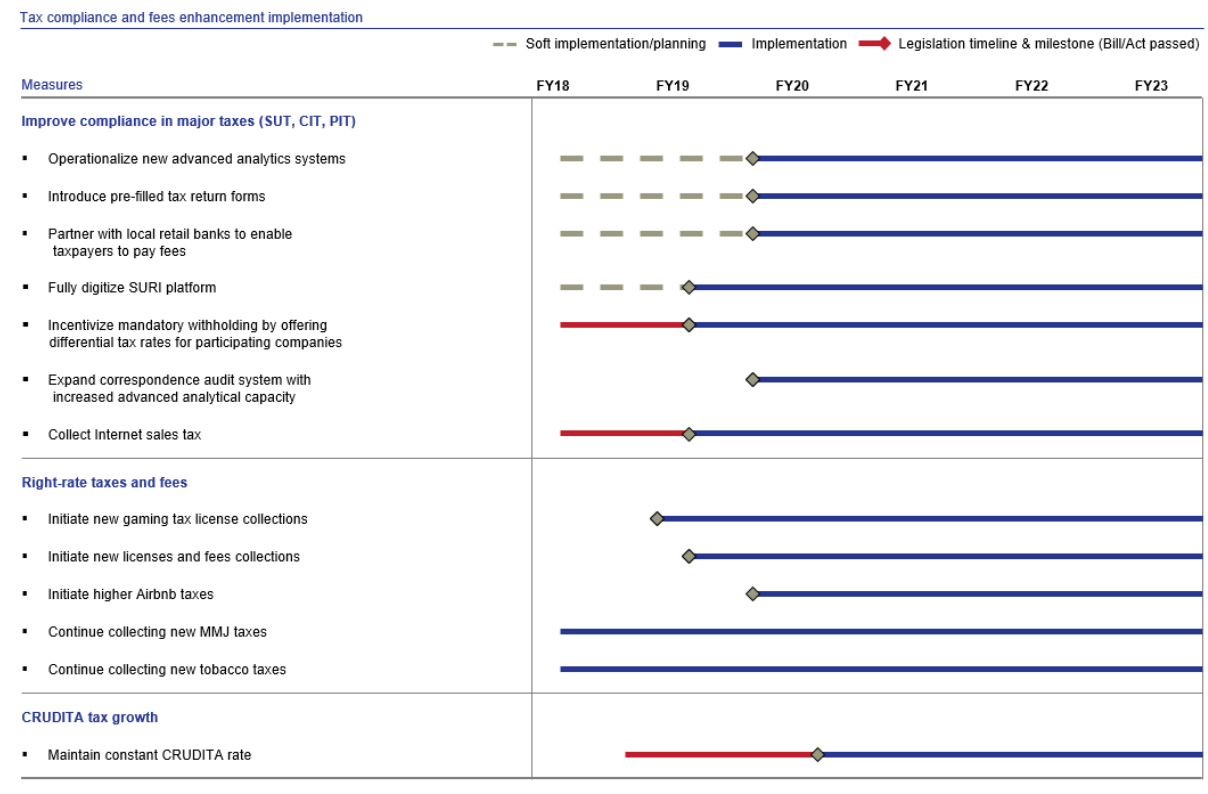 Tax compliance and fees enhancement implementation
Soft implementation/planning Implementation Legislation timeline & milestone (Bill/Act passed)
Measures FY18 FY19 FY20 FY21 FY22 FY23
Improve compliance in major taxes (SUT, CIT, PIT)
▪ Operationalize new advanced analytics systems
▪ Introduce pre-filled tax return forms
▪ Partner with local retail banks to enable
taxpayers to pay fees
▪ Fully digitize SURI platform
▪ Incentivize mandatory withholding by offering
differential tax rates for participating companies
▪ Expand correspondence audit system with
increased advanced analytical capacity
▪ Collect Internet sales tax
Right-rate taxes and fees
▪ Initiate new gaming tax license collections
▪ Initiate new licenses and fees collections
▪ Initiate higher Airbnb taxes
▪ Continue collecting new MMJ taxes
▪ Continue collecting new tobacco taxes
CRUDITA tax growth
▪ Maintain constant CRUDITA rate